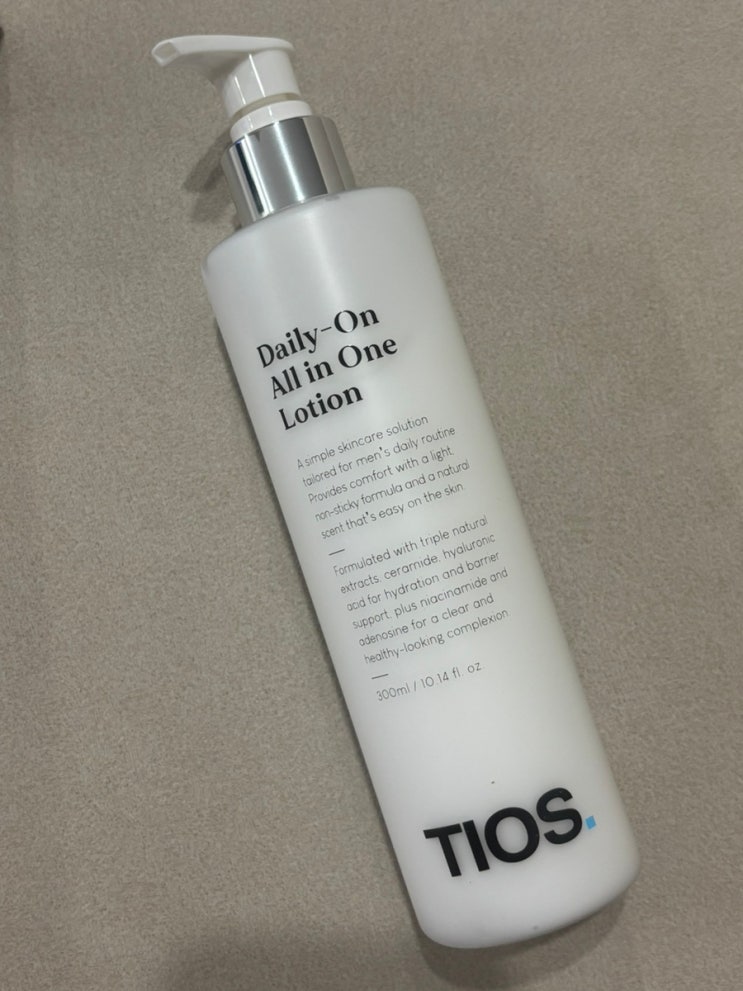 Daily-On
All in One
Lotion
A simple skincare solution
tailored for men's daily routine
Provides comfort with a light,
non-sticky formula and a natural
scent that's easy on the skin.
Formulated with triple natural
extracts, ceramide, hyaluronic
acid for hydration and barrier
support, plus niacinamide and
adenosine for a clear and
healthy-looking complexion
300ml / 10.14 fl. oz
TIOS.